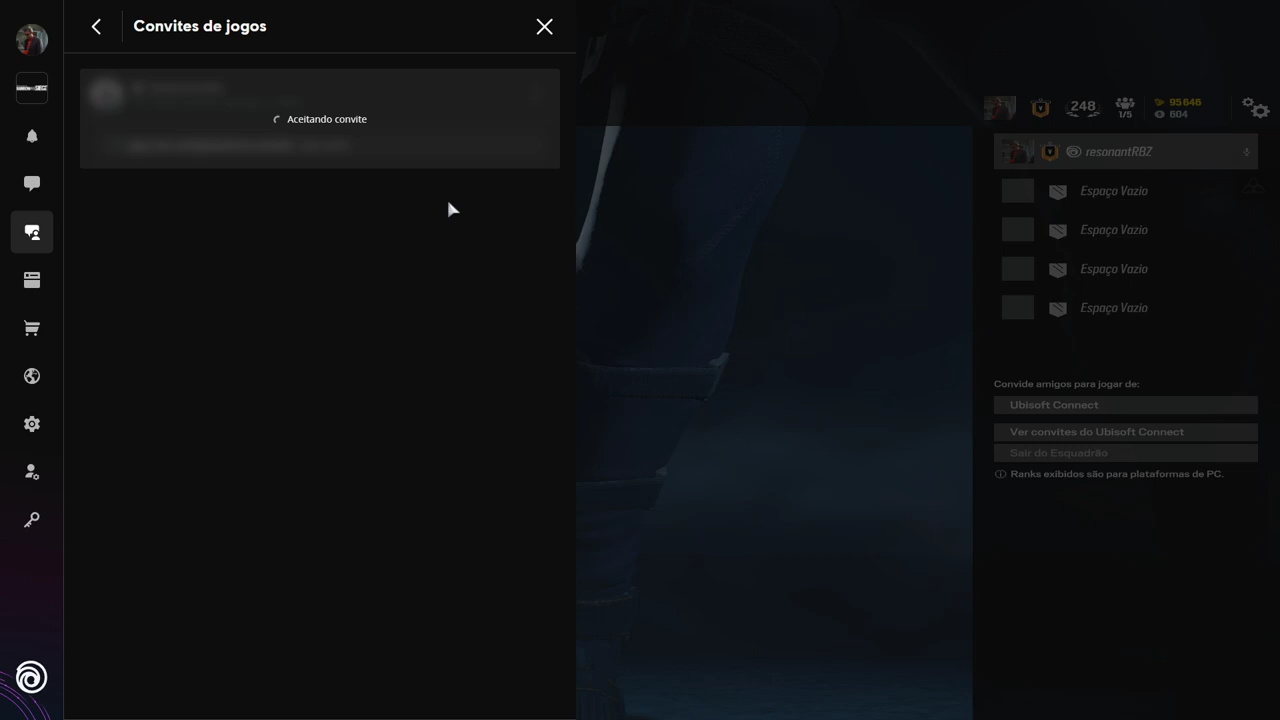 Convites de jogos
Aceitando convite
248
1/5
95 646
604
resonantRBZ
Espaço Vazio
Espaço Vazio
Espaço Vazio
Espaço Vazio
Convide amigos para jogar de:
Ubisoft Connect
Ver convites do Ubisoft Connect
Sair do Esquadrão
Ranks exibidos são para plataformas de PC.